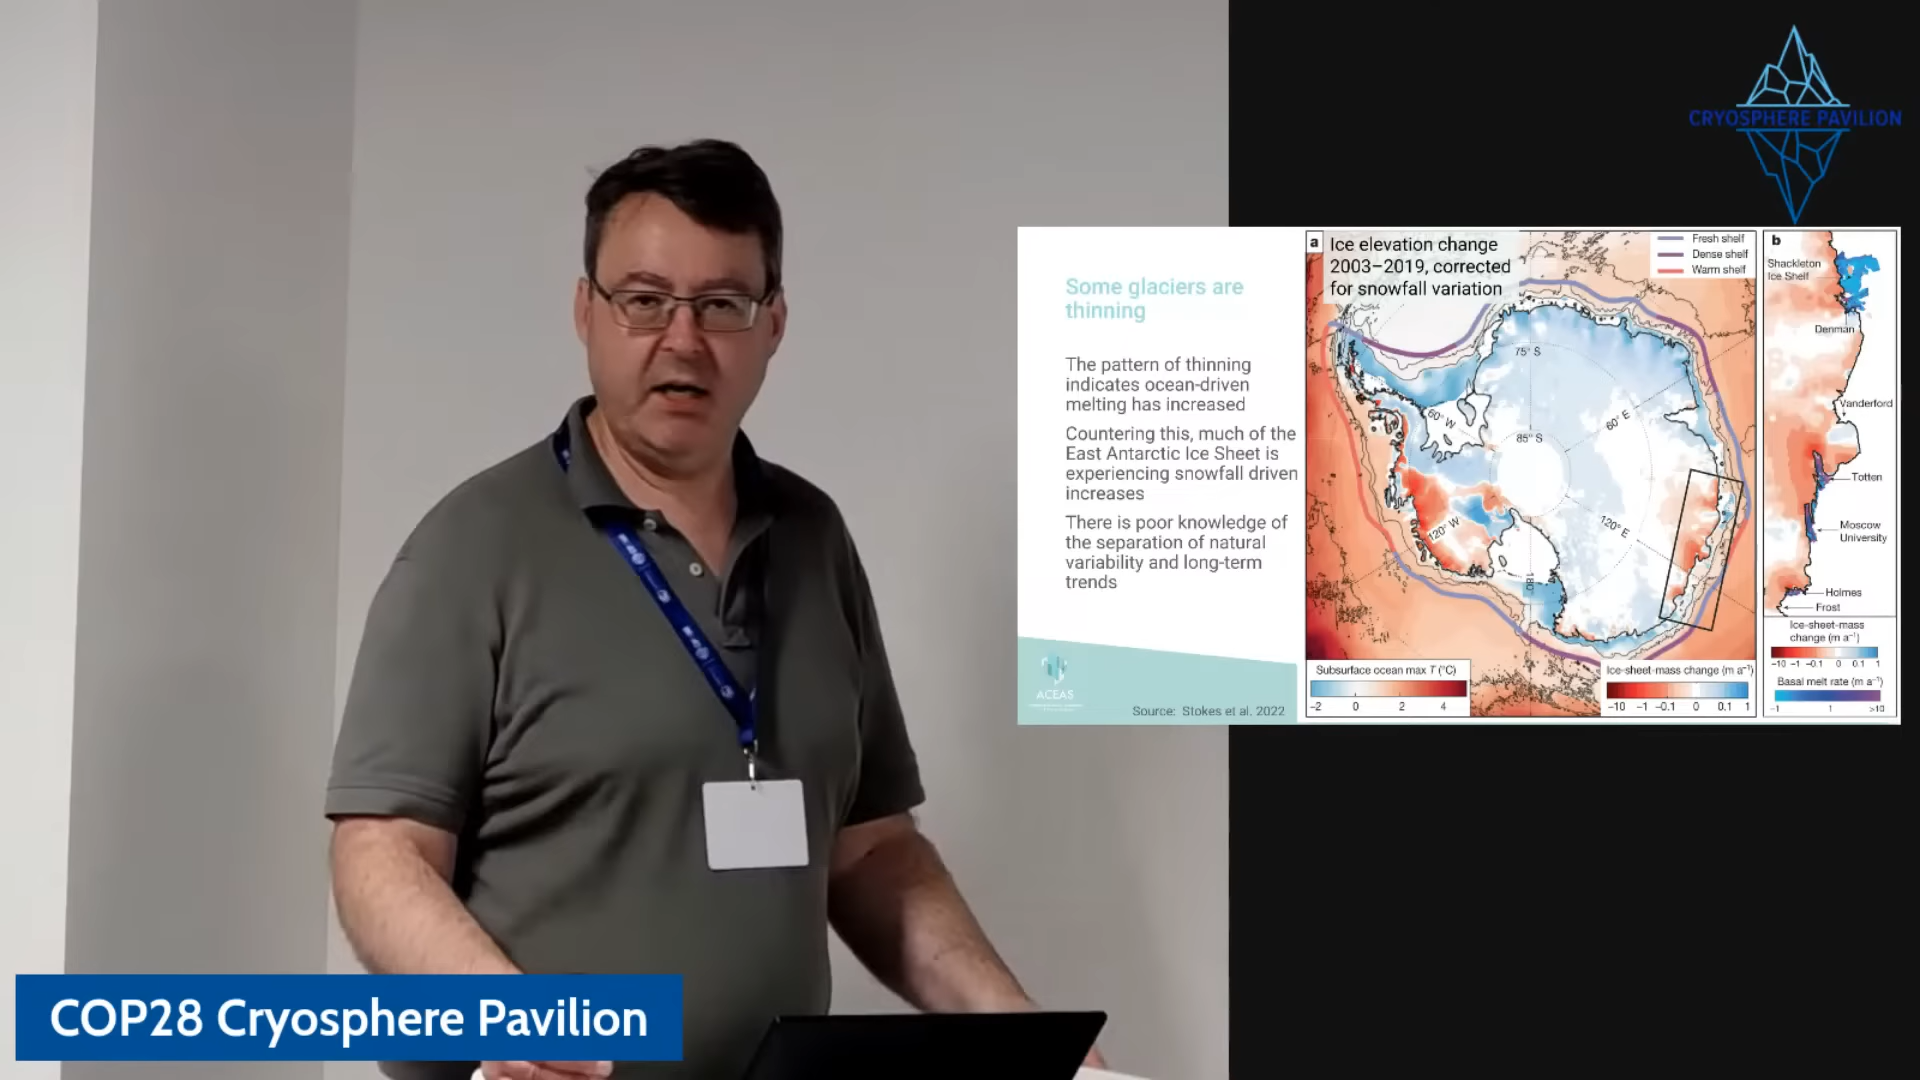 CRYOSPHERE PAVILION
Some glaciers are
thinning
The pattern of thinning
indicates ocean-driven
melting has increased
Countering this, much of the
East Antarctic Ice Sheet is
experiencing snowfall driven
increases
There is poor knowledge of
the separation of natural
variability and long-term
trends
ACEAS
Source: Stokes et al, 2022
a
Ice elevation change
2003–2019, corrected
for snowfall variation
Fresh shelf
Dense shelf
Warm shelf
75° S
60° W
85° S
60° E
120° W
120° E
180°
Subsurface ocean max T (°C)
−2 0 2 4
Ice-sheet-mass change (m a⁻¹)
−10 −1 −0.1 0 0.1 1
b
Shackleton
Ice Shelf
Denman
Vanderford
Totten
Moscow
University
Holmes
Frost
Ice-sheet-mass
change (m a⁻¹)
−10 −1 −0.1 0 0.1 1
Basal melt rate (m a⁻¹)
−1 1 >10
COP28 Cryosphere Pavilion